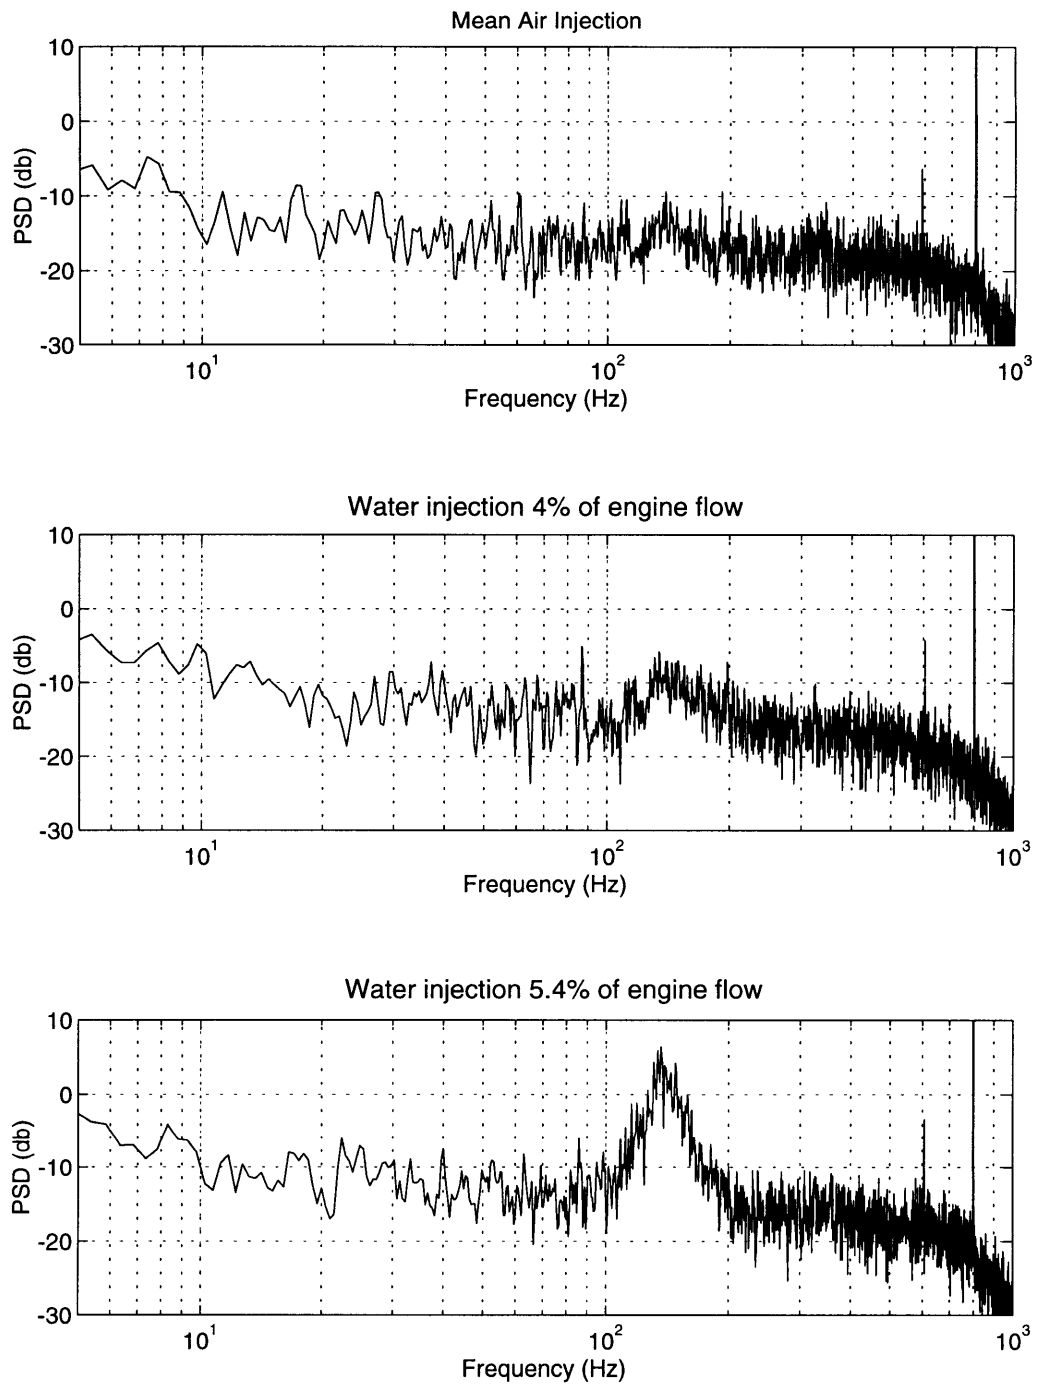 Mean Air Injection
10
0
-10
-20
-30
PSD (db)
10^1
10^2
10^3
Frequency (Hz)
Water injection 4% of engine flow
10
0
-10
-20
-30
PSD (db)
10^1
10^2
10^3
Frequency (Hz)
Water injection 5.4% of engine flow
10
0
-10
-20
-30
PSD (db)
10^1
10^2
10^3
Frequency (Hz)